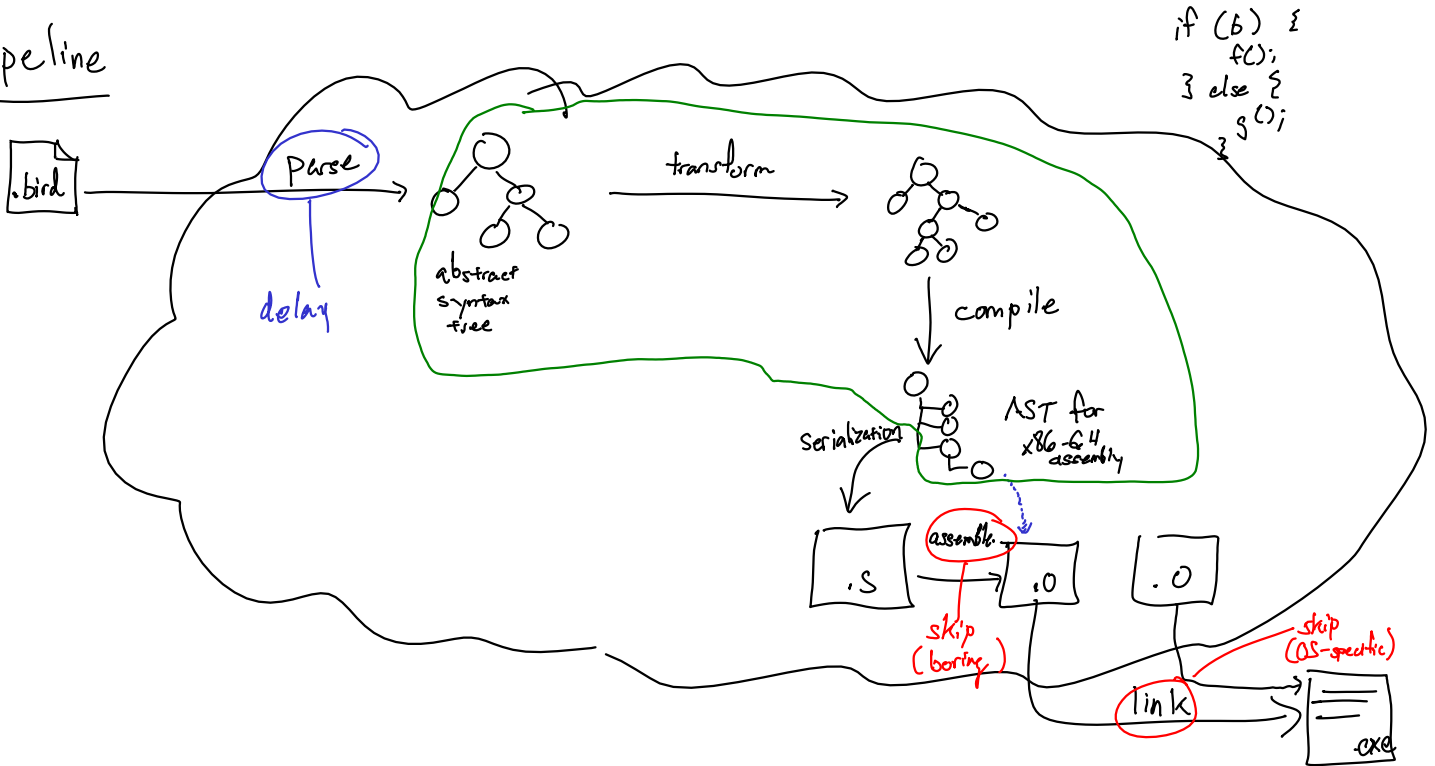 peline
if (b) {
f();
} else {
g();
}
.bird
parse
transform
delay
abstract
syntax
tree
compile
serialization
AST for
x86-64
assembly
.s
assemble
.o
.o
skip
(boring)
skip
(OS-specific)
link
.exe